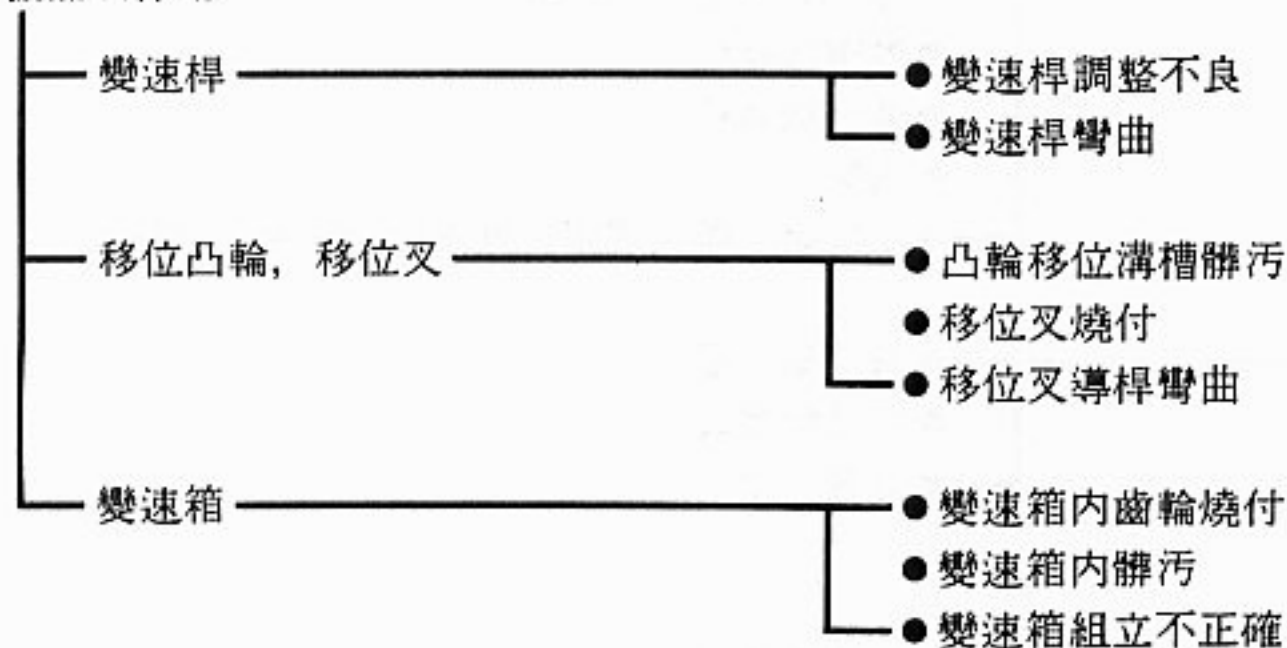 變速桿
● 變速桿調整不良
● 變速桿彎曲
移位凸輪，移位叉
● 凸輪移位溝槽髒污
● 移位叉燒付
● 移位叉導桿彎曲
變速箱
● 變速箱内齒輪燒付
● 變速箱内髒污
● 變速箱組立不正確